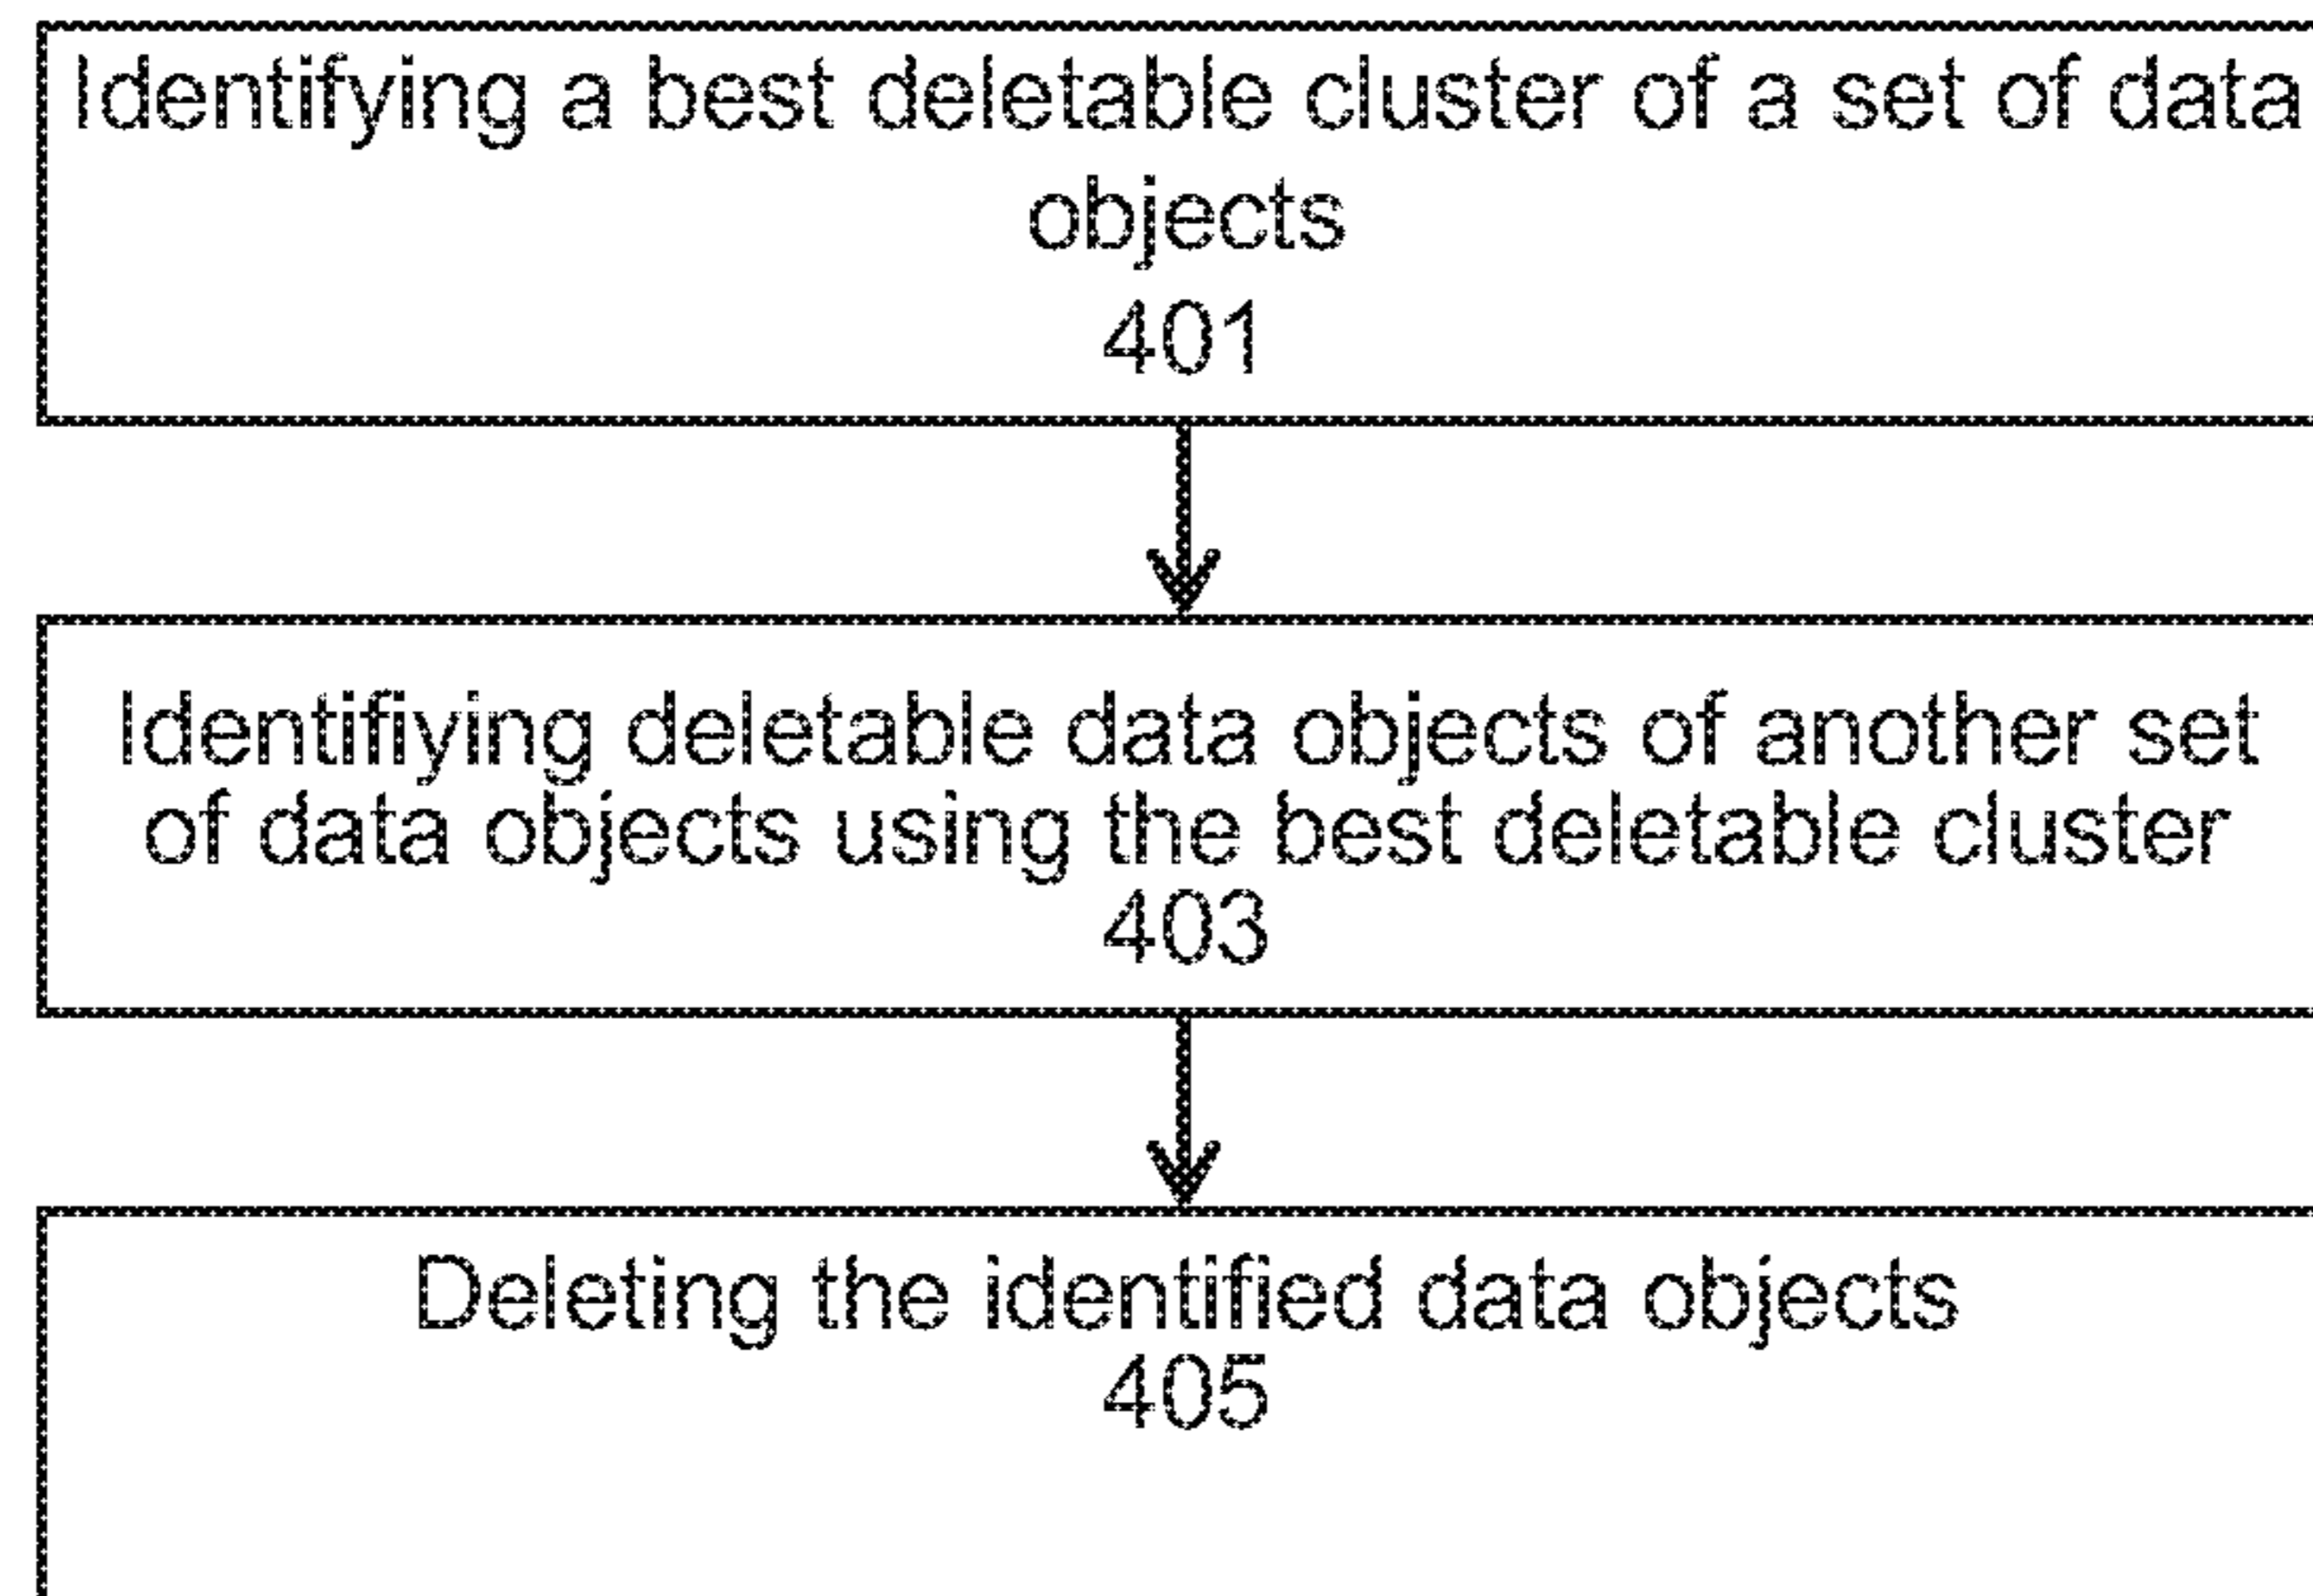 Identifying a best deletable cluster of a set of data
objects
401
Identifiying deletable data objects of another set
of data objects using the best deletable cluster
403
Deleting the identified data objects
405